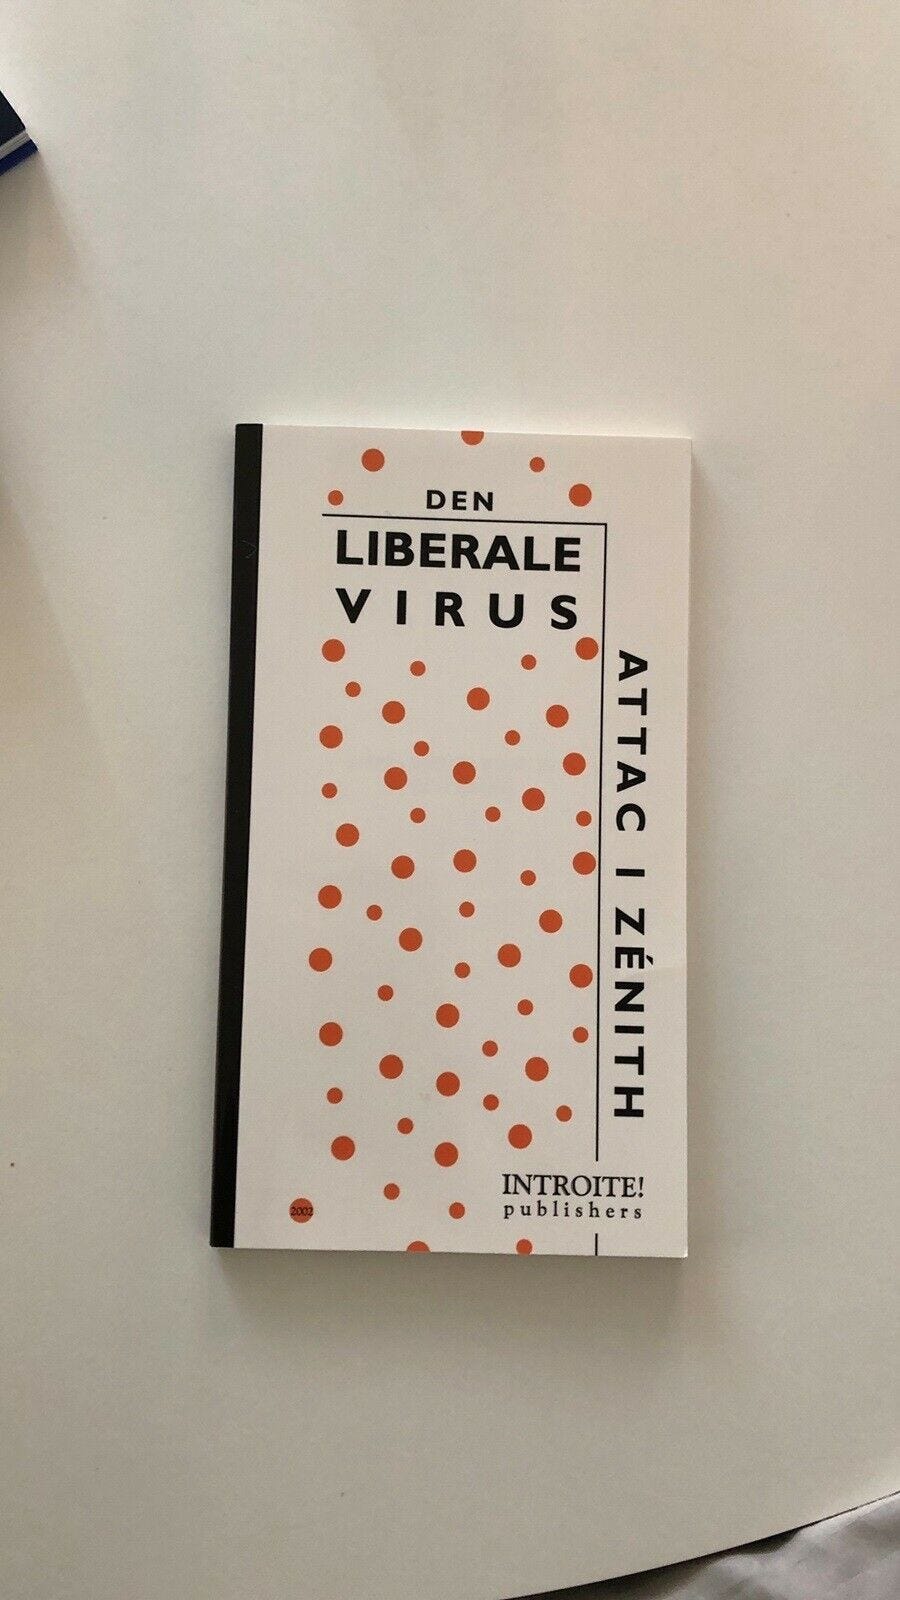 DEN
LIBERALE
VIRUS
ATTAC I ZÉNITH
INTROITE!
publishers
2002